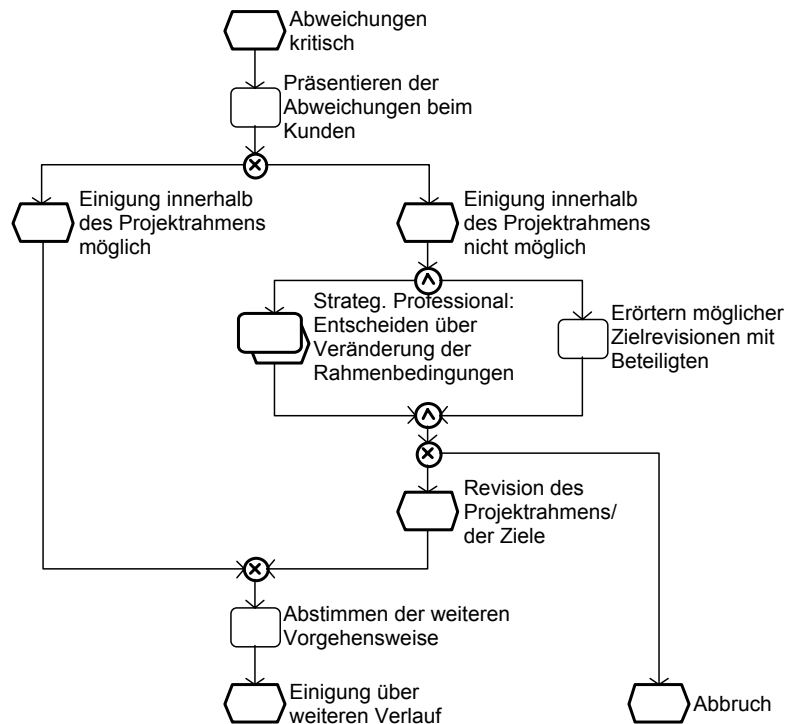 Abweichungen
kritisch
Präsentieren der
Abweichungen beim
Kunden
Einigung innerhalb
des Projektrahmens
möglich
Einigung innerhalb
des Projektrahmens
nicht möglich
Strateg. Professional:
Entscheiden über
Veränderung der
Rahmenbedingungen
Erörtern möglicher
Zielrevisionen mit
Beteiligten
Revision des
Projektrahmens/
der Ziele
Abstimmen der weiteren
Vorgehensweise
Einigung über
weiteren Verlauf
Abbruch